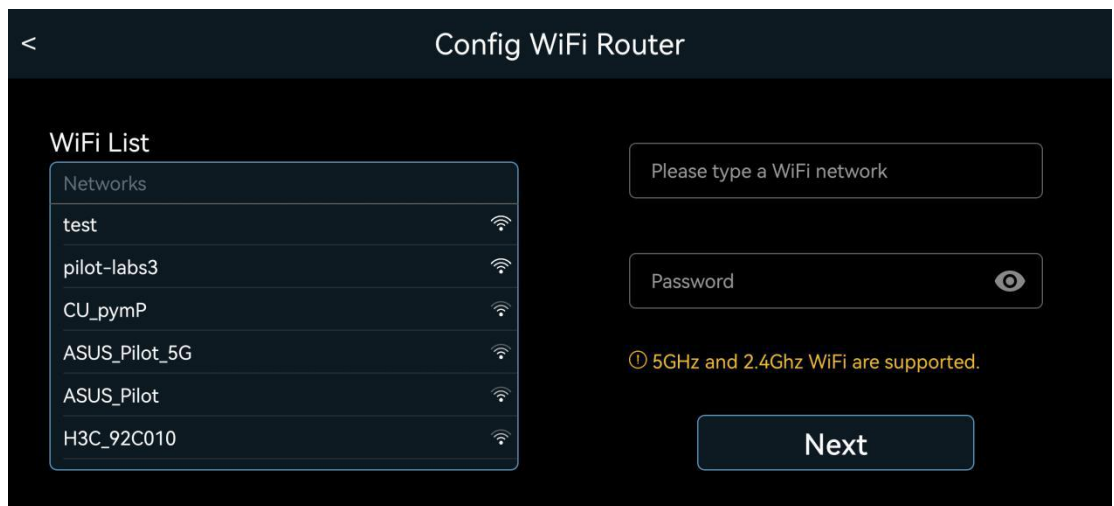 <
Config WiFi Router
WiFi List
Networks
test
pilot-labs3
CU_pymP
ASUS_Pilot_5G
ASUS_Pilot
H3C_92C010
Please type a WiFi network
Password
5GHz and 2.4Ghz WiFi are supported.
Next